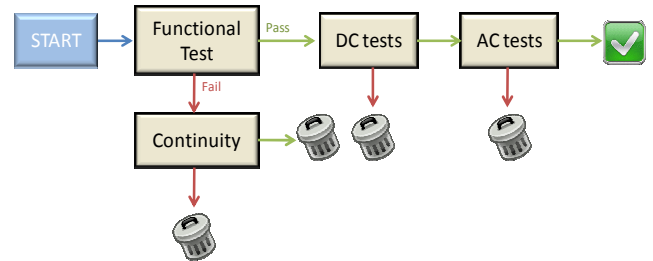 START
Functional
Test
Pass
DC tests
AC tests
Fail
Continuity